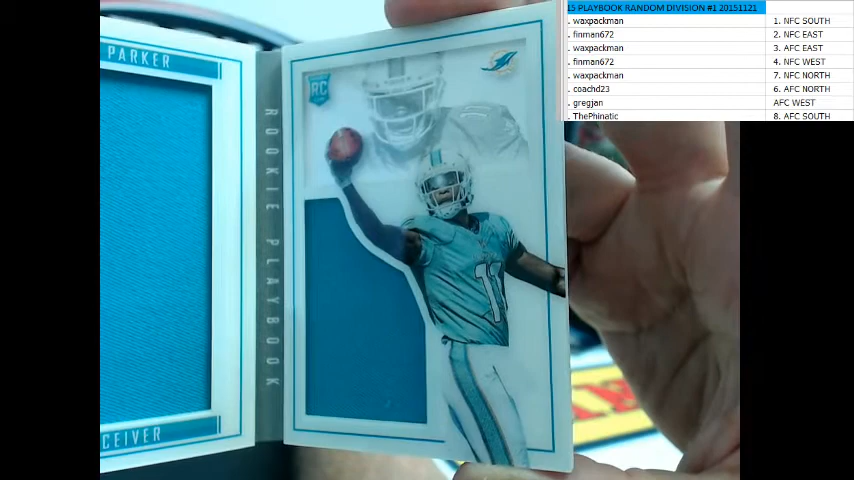 15 PLAYBOOK RANDOM DIVISION #1 20151121
. waxpackman 1. NFC SOUTH
. finman672 2. NFC EAST
. waxpackman 3. AFC EAST
. finman672 4. NFC WEST
. waxpackman 7. NFC NORTH
. coachd23 6. AFC NORTH
. gregjan AFC WEST
. ThePhinatic 8. AFC SOUTH
PARKER
CEIVER
ROOKIE PLAYBOOK
RC
11